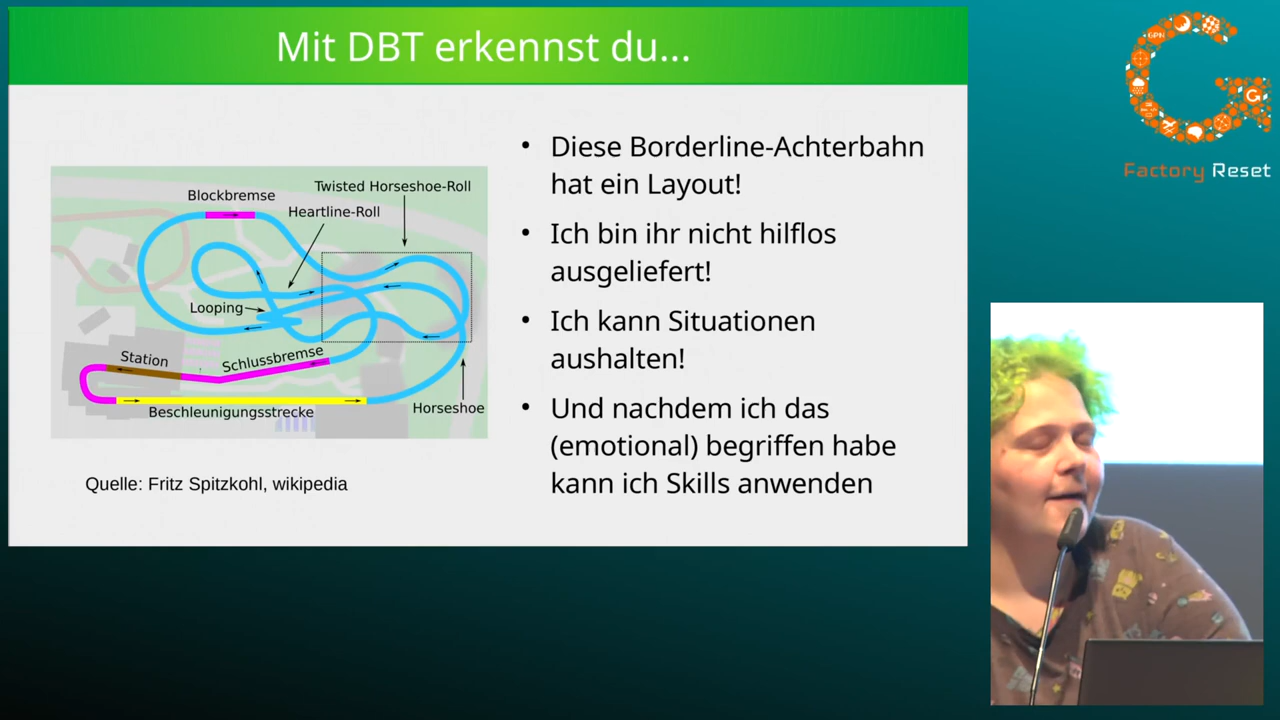 Mit DBT erkennst du...
Blockbremse
Twisted Horseshoe-Roll
Heartline-Roll
Looping
Station
Schlussbremse
Beschleunigungsstrecke
Horseshoe
Quelle: Fritz Spitzkohl, wikipedia
• Diese Borderline-Achterbahn
hat ein Layout!
• Ich bin ihr nicht hilflos
ausgeliefert!
• Ich kann Situationen
aushalten!
• Und nachdem ich das
(emotional) begriffen habe
kann ich Skills anwenden
GPN
G
Factory Reset